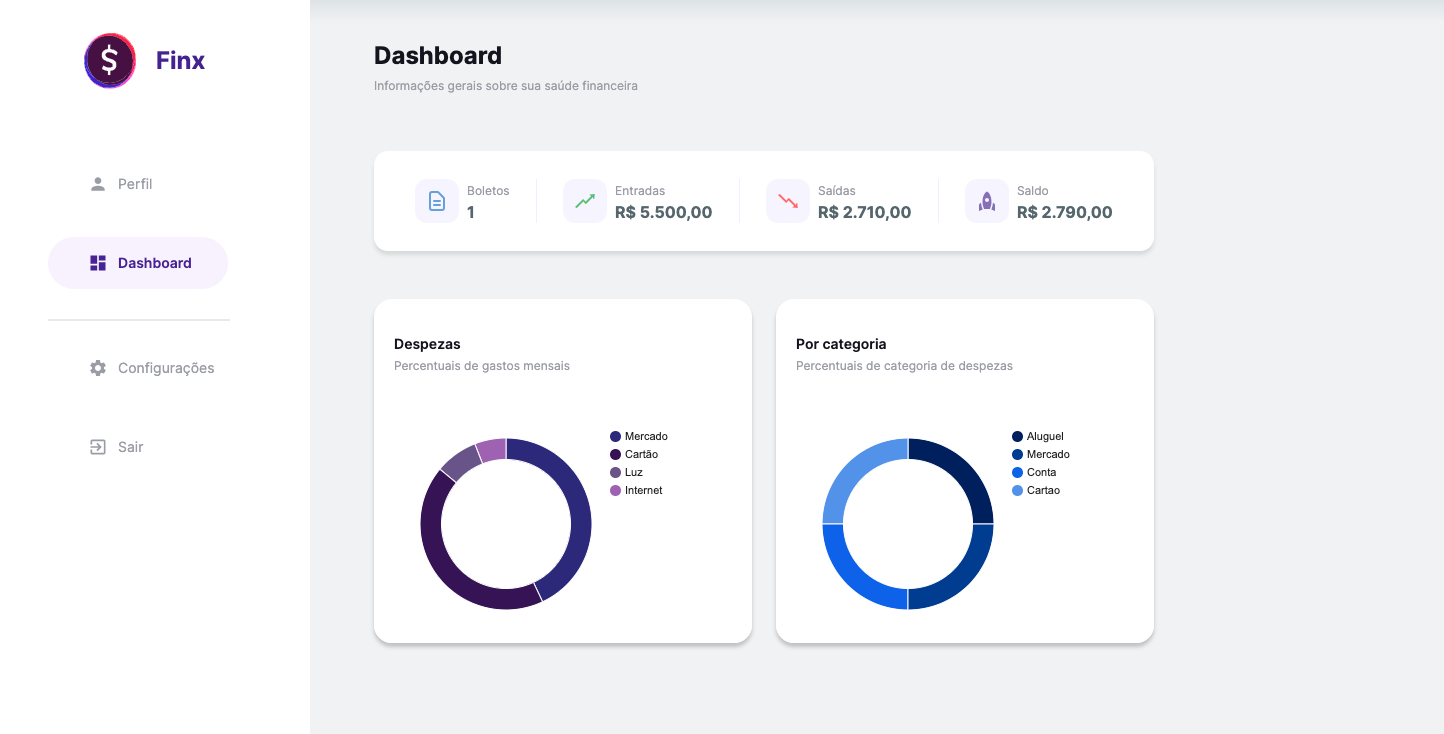 $
Finx
Perfil
Dashboard
Configurações
Sair
Dashboard
Informações gerais sobre sua saúde financeira
Boletos
1
Entradas
R$ 5.500,00
Saídas
R$ 2.710,00
Saldo
R$ 2.790,00
Despezas
Percentuais de gastos mensais
Mercado
Cartão
Luz
Internet
Por categoria
Percentuais de categoria de despezas
Aluguel
Mercado
Conta
Cartao